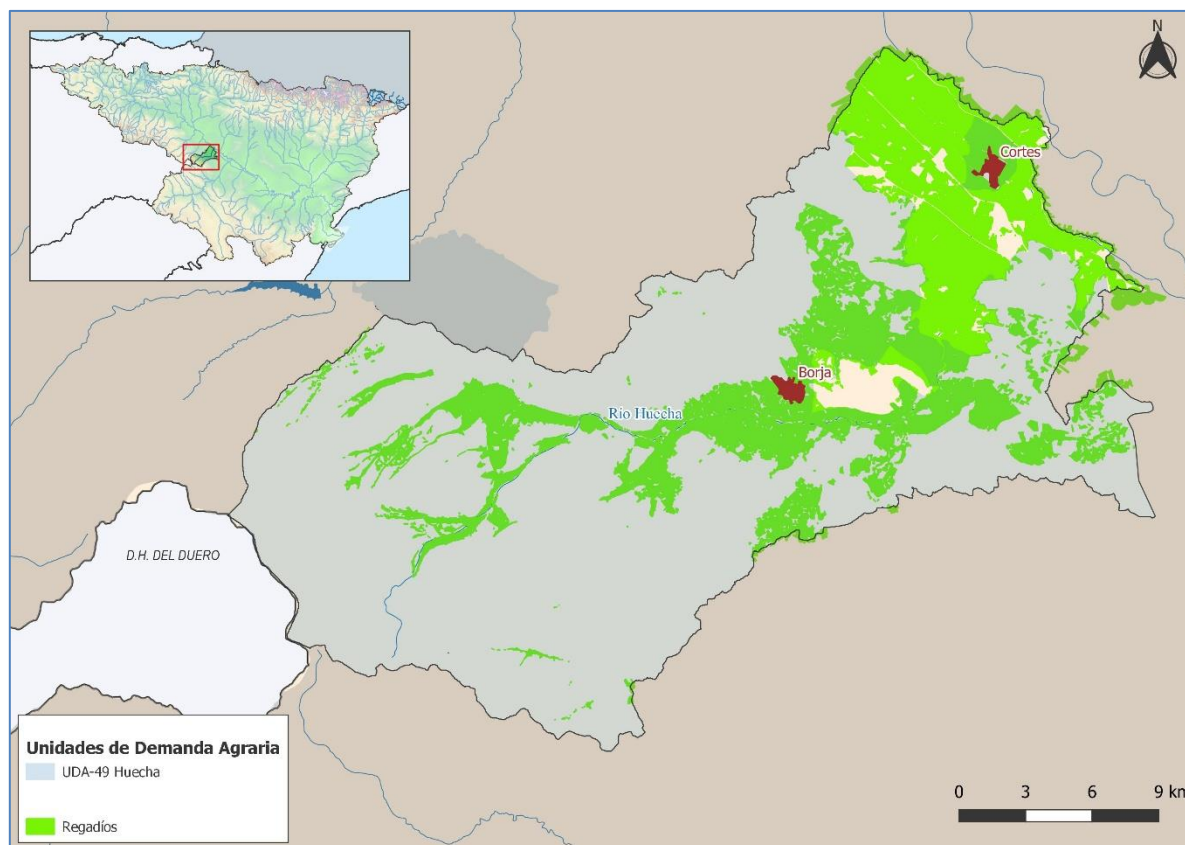 N
Cortes
Borja
Río Huecha
D.H. DEL DUERO
Unidades de Demanda Agraria
UDA-49 Huecha
Regadíos
0 3 6 9 km